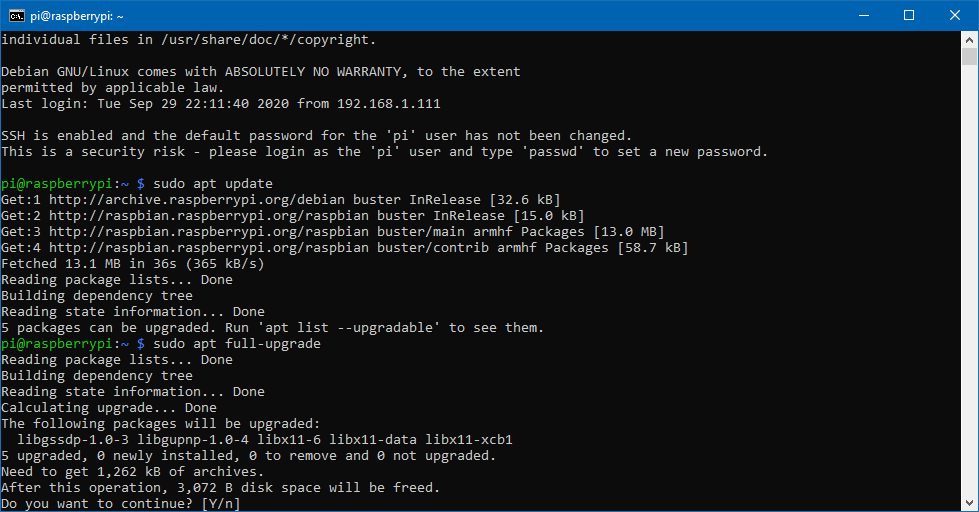 pi@raspberrypi: ~
individual files in /usr/share/doc/*/copyright.
Debian GNU/Linux comes with ABSOLUTELY NO WARRANTY, to the extent
permitted by applicable law.
Last login: Tue Sep 29 22:11:40 2020 from 192.168.1.111
SSH is enabled and the default password for the 'pi' user has not been changed.
This is a security risk - please login as the 'pi' user and type 'passwd' to set a new password.
pi@raspberrypi:~ $ sudo apt update
Get:1 http://archive.raspberrypi.org/debian buster InRelease [32.6 kB]
Get:2 http://raspbian.raspberrypi.org/raspbian buster InRelease [15.0 kB]
Get:3 http://raspbian.raspberrypi.org/raspbian buster/main armhf Packages [13.0 MB]
Get:4 http://raspbian.raspberrypi.org/raspbian buster/contrib armhf Packages [58.7 kB]
Fetched 13.1 MB in 36s (365 kB/s)
Reading package lists... Done
Building dependency tree
Reading state information... Done
5 packages can be upgraded. Run 'apt list --upgradable' to see them.
pi@raspberrypi:~ $ sudo apt full-upgrade
Reading package lists... Done
Building dependency tree
Reading state information... Done
Calculating upgrade... Done
The following packages will be upgraded:
  libgssdp-1.0-3 libgupnp-1.0-4 libx11-6 libx11-data libx11-xcb1
5 upgraded, 0 newly installed, 0 to remove and 0 not upgraded.
Need to get 1,262 kB of archives.
After this operation, 3,072 B disk space will be freed.
Do you want to continue? [Y/n]